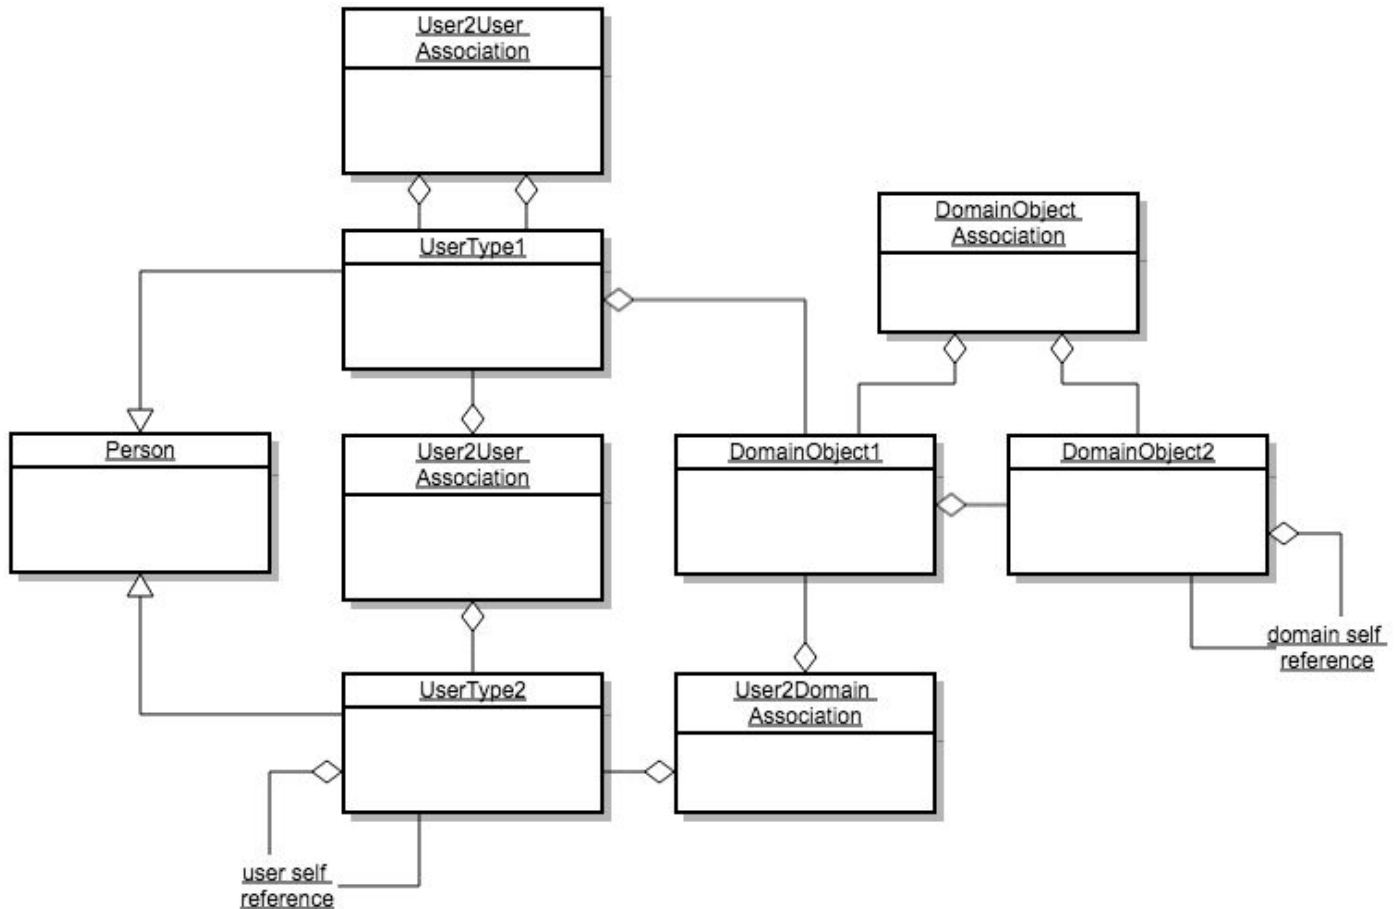 User2User
Association
DomainObject
Association
UserType1
Person
User2User
Association
DomainObject1
DomainObject2
domain self
reference
UserType2
User2Domain
Association
user self
reference